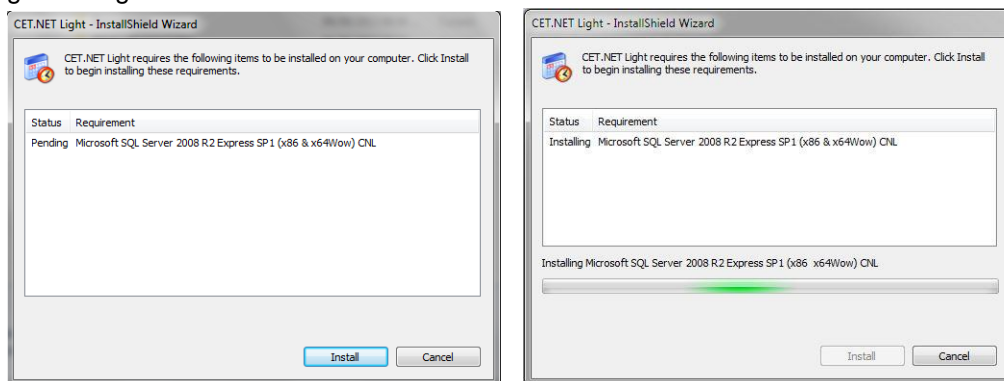 CET.NET Light - InstallShield Wizard
CET.NET Light requires the following items to be installed on your computer. Click Install
to begin installing these requirements.
Status Requirement
Pending Microsoft SQL Server 2008 R2 Express SP1 (x86 & x64Wow) CNL
Install Cancel
CET.NET Light - InstallShield Wizard
CET.NET Light requires the following items to be installed on your computer. Click Install
to begin installing these requirements.
Status Requirement
Installing Microsoft SQL Server 2008 R2 Express SP1 (x86 & x64Wow) CNL
Installing Microsoft SQL Server 2008 R2 Express SP1 (x86 x64Wow) CNL
Install Cancel